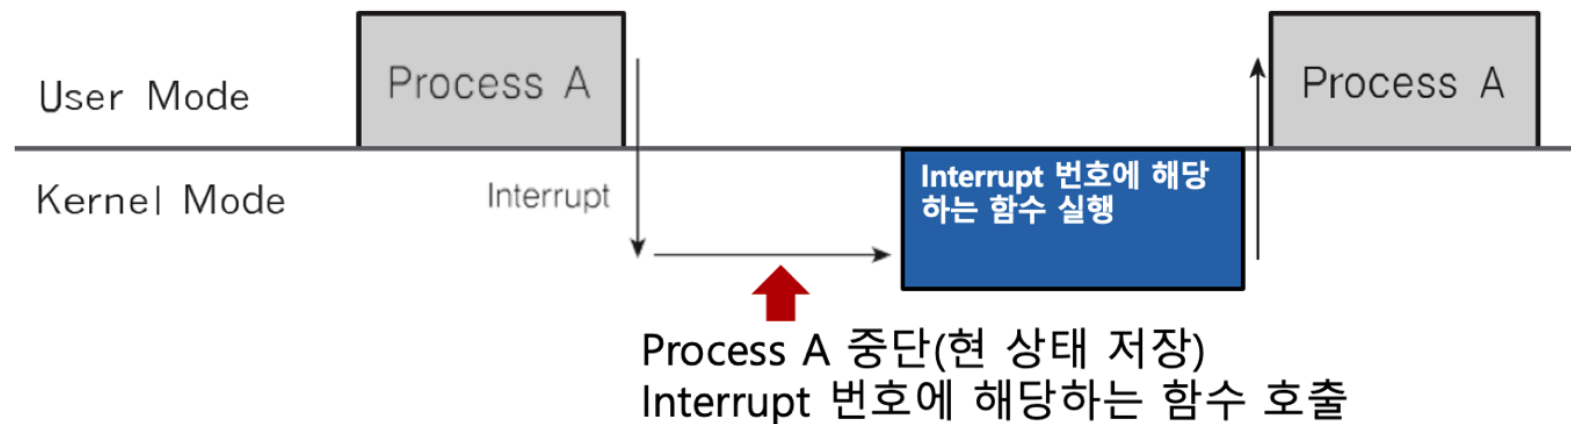 User Mode
Process A
Process A
Kernel Mode
Interrupt
Interrupt 번호에 해당
하는 함수 실행
Process A 중단(현 상태 저장)
Interrupt 번호에 해당하는 함수 호출